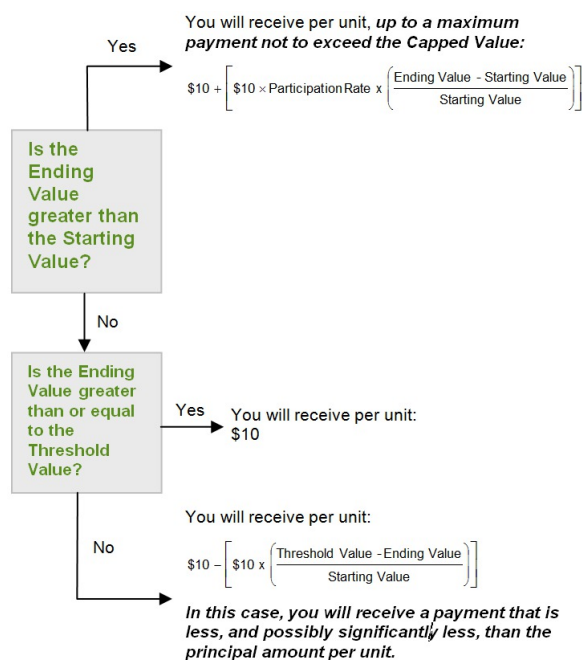 You will receive per unit, up to a maximum
Yes
payment not to exceed the Capped Value:
$10 + [ $10 × Participation Rate x ( Ending Value - Starting Value / Starting Value ) ]
Is the
Ending
Value
greater than
the Starting
Value?
No
Is the Ending
Value greater
than or equal
to the
Threshold
Value?
Yes
You will receive per unit:
$10
You will receive per unit:
No
$10 − [ $10 x ( Threshold Value - Ending Value / Starting Value ) ]
In this case, you will receive a payment that is
less, and possibly significantly less, than the
principal amount per unit.